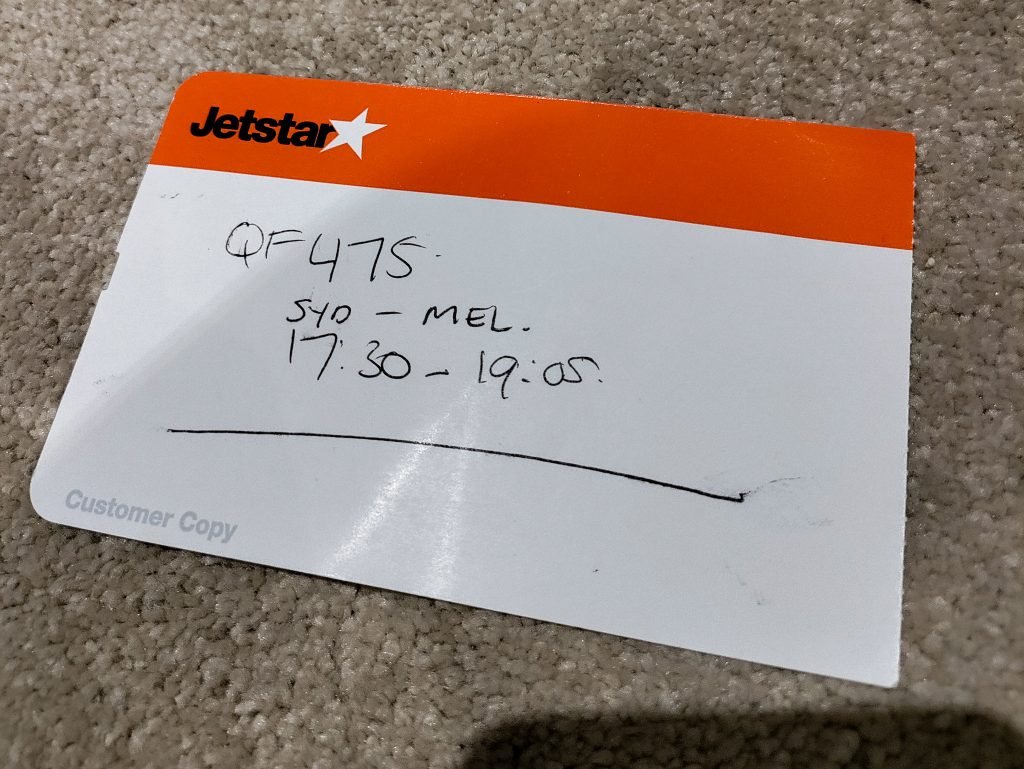 Jetstar
QF475
SYD - MEL.
17:30 - 19:05.
Customer Copy